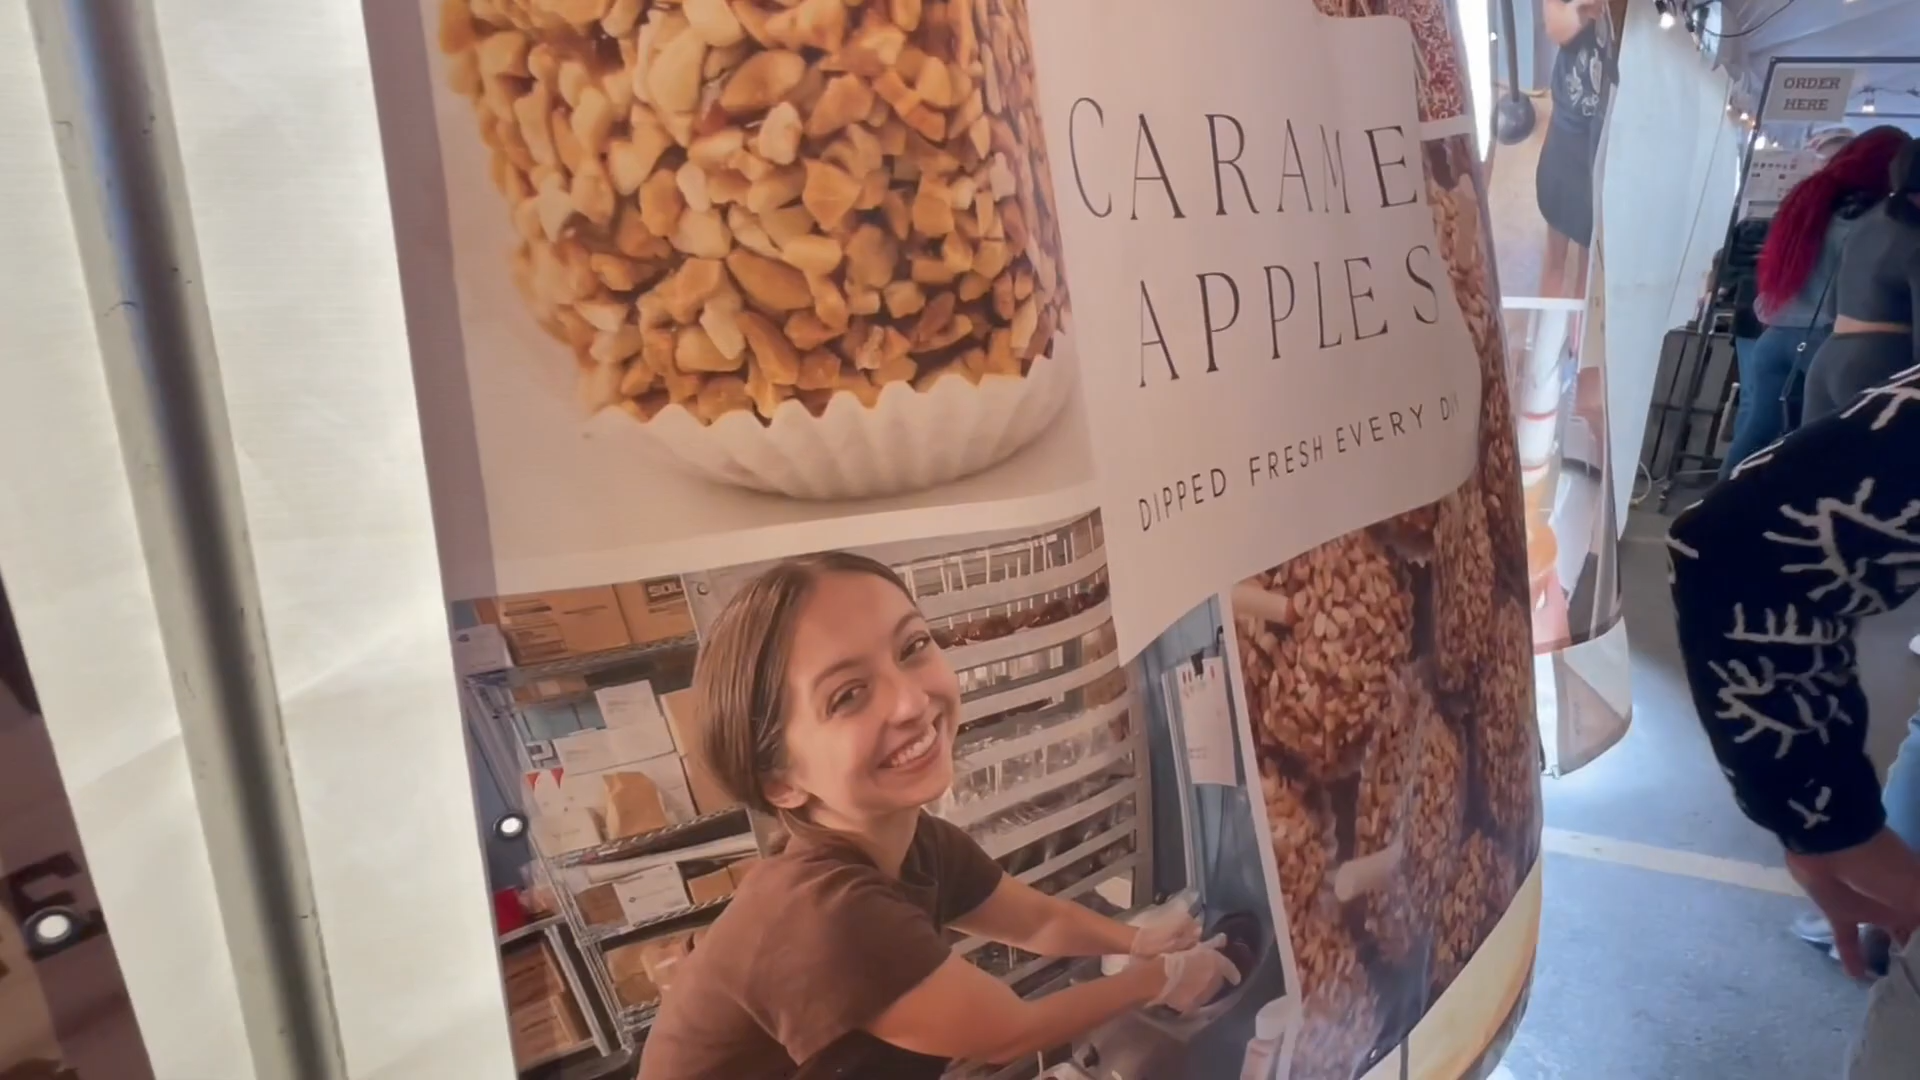 CARAME
APPLES
DIPPED FRESH EVERY
ORDER
HERE